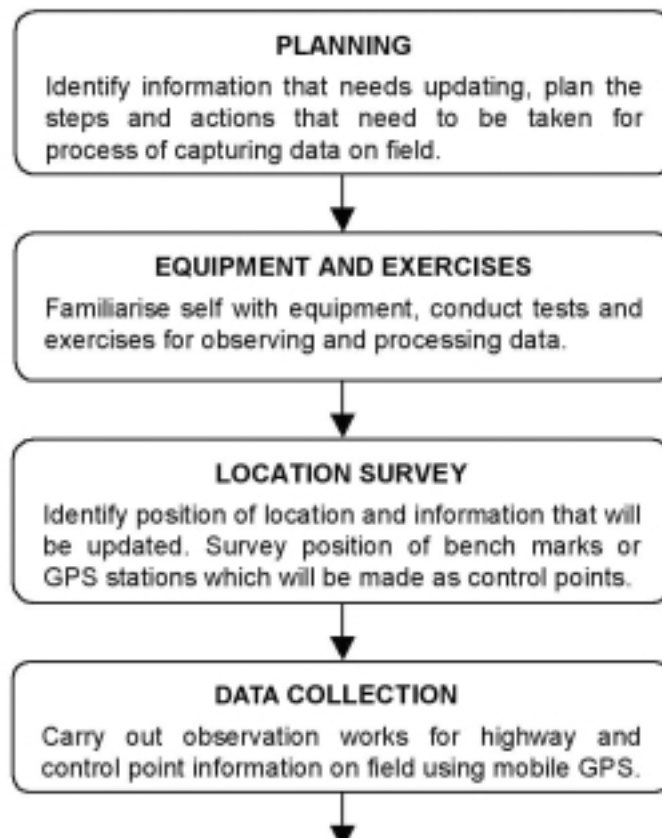 PLANNING
Identify information that needs updating, plan the
steps and actions that need to be taken for
process of capturing data on field.
EQUIPMENT AND EXERCISES
Familiarise self with equipment, conduct tests and
exercises for observing and processing data.
LOCATION SURVEY
Identify position of location and information that will
be updated. Survey position of bench marks or
GPS stations which will be made as control points.
DATA COLLECTION
Carry out observation works for highway and
control point information on field using mobile GPS.